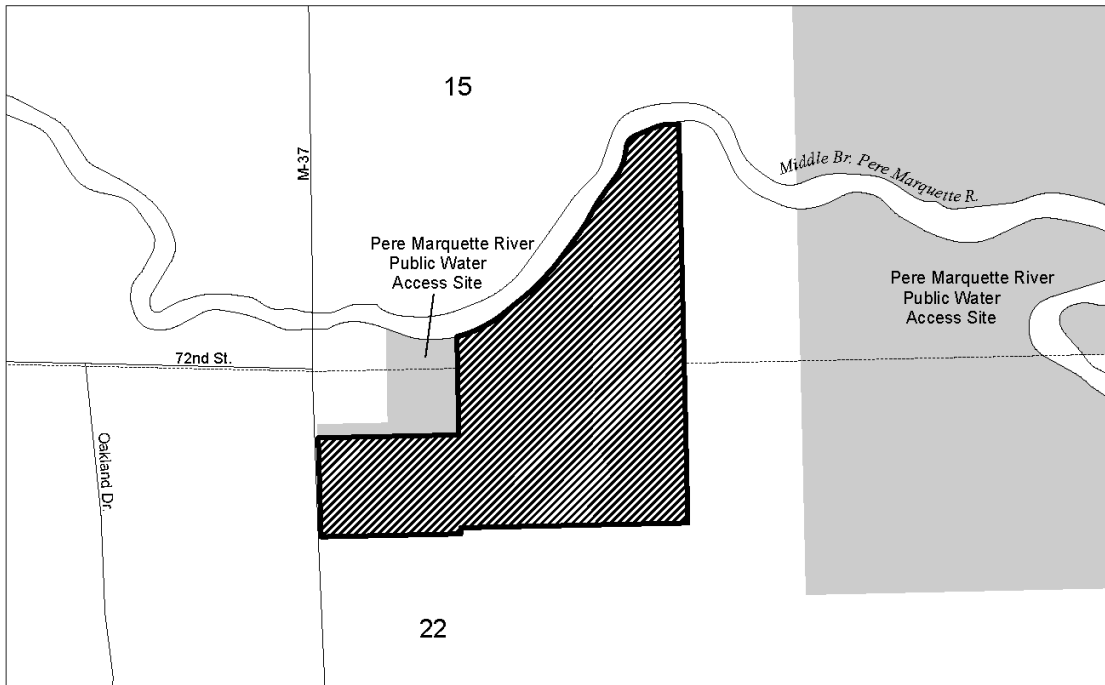 15
M-37
Middle Br. Pere Marquette R.
Pere Marquette River
Public Water
Access Site
Pere Marquette River
Public Water
Access Site
72nd St.
Oakland Dr.
22